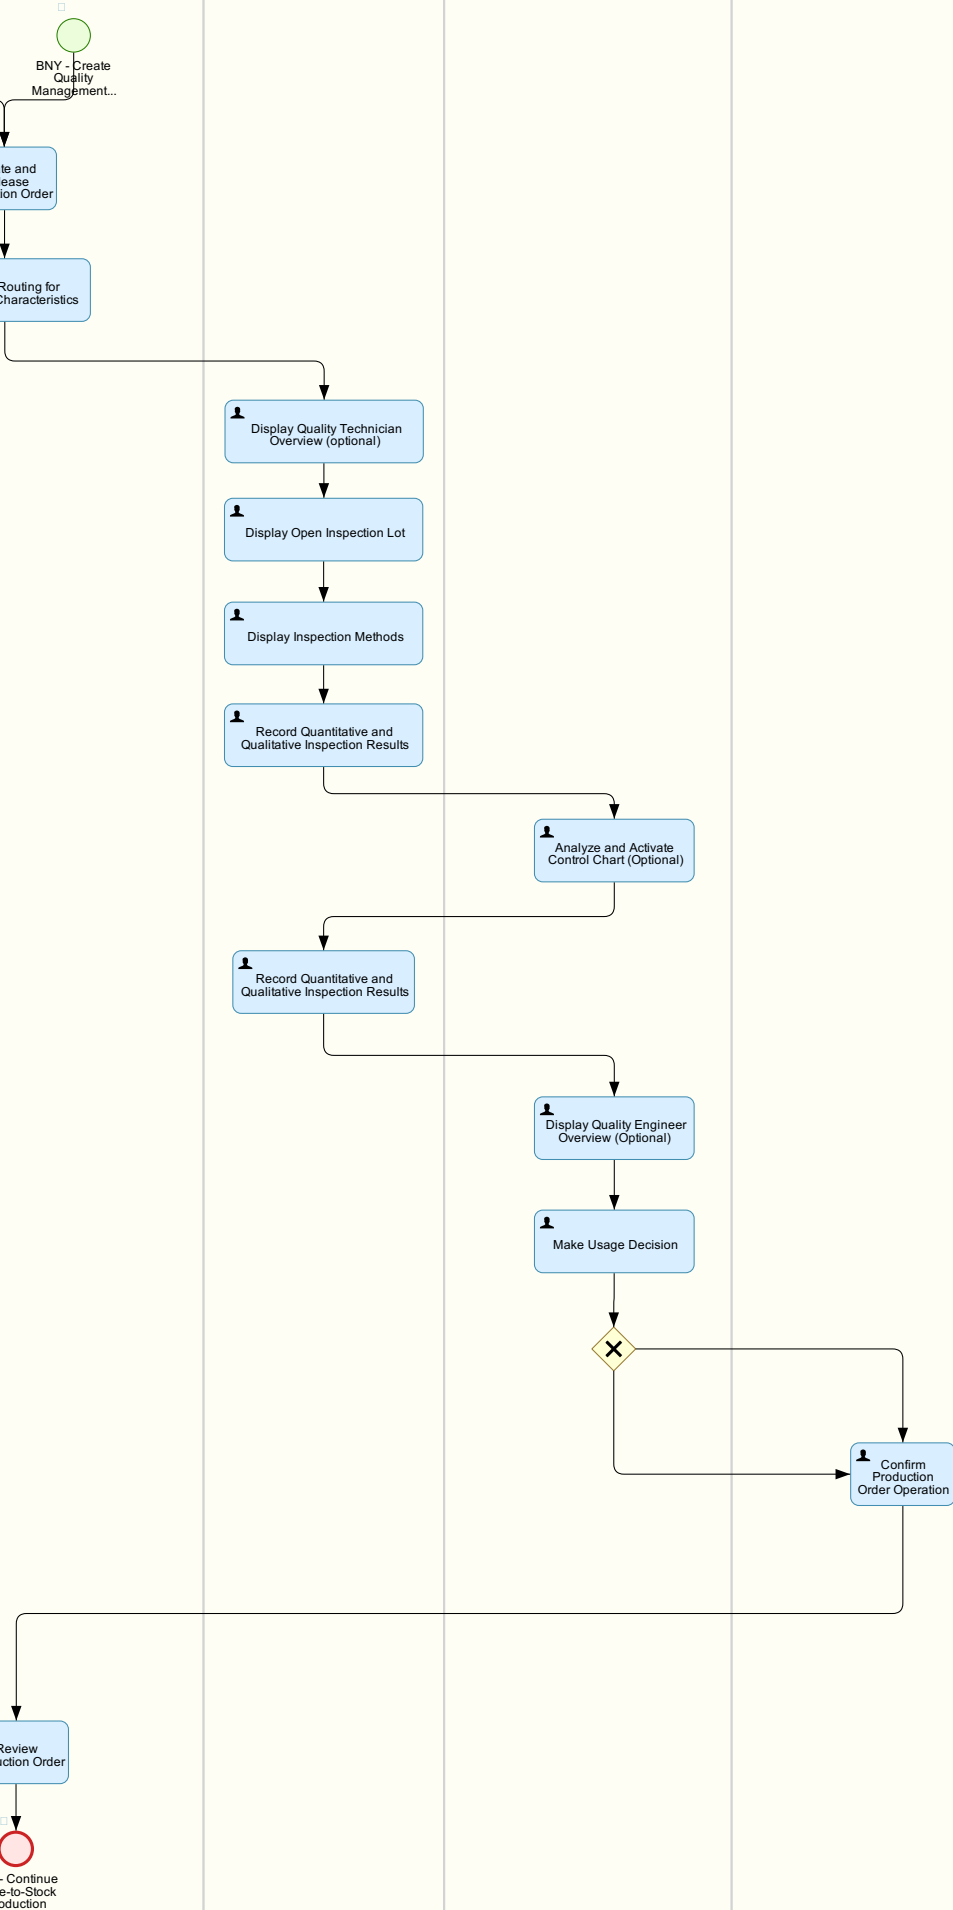 BNY - Create
Quality
Management...
te and
lease
ion Order
Routing for
Characteristics
Display Quality Technician
Overview (optional)
Display Open Inspection Lot
Display Inspection Methods
Record Quantitative and
Qualitative Inspection Results
Analyze and Activate
Control Chart (Optional)
Record Quantitative and
Qualitative Inspection Results
Display Quality Engineer
Overview (Optional)
Make Usage Decision
Confirm
Production
Order Operation
Review
uction Order
- Continue
e-to-Stock
oduction